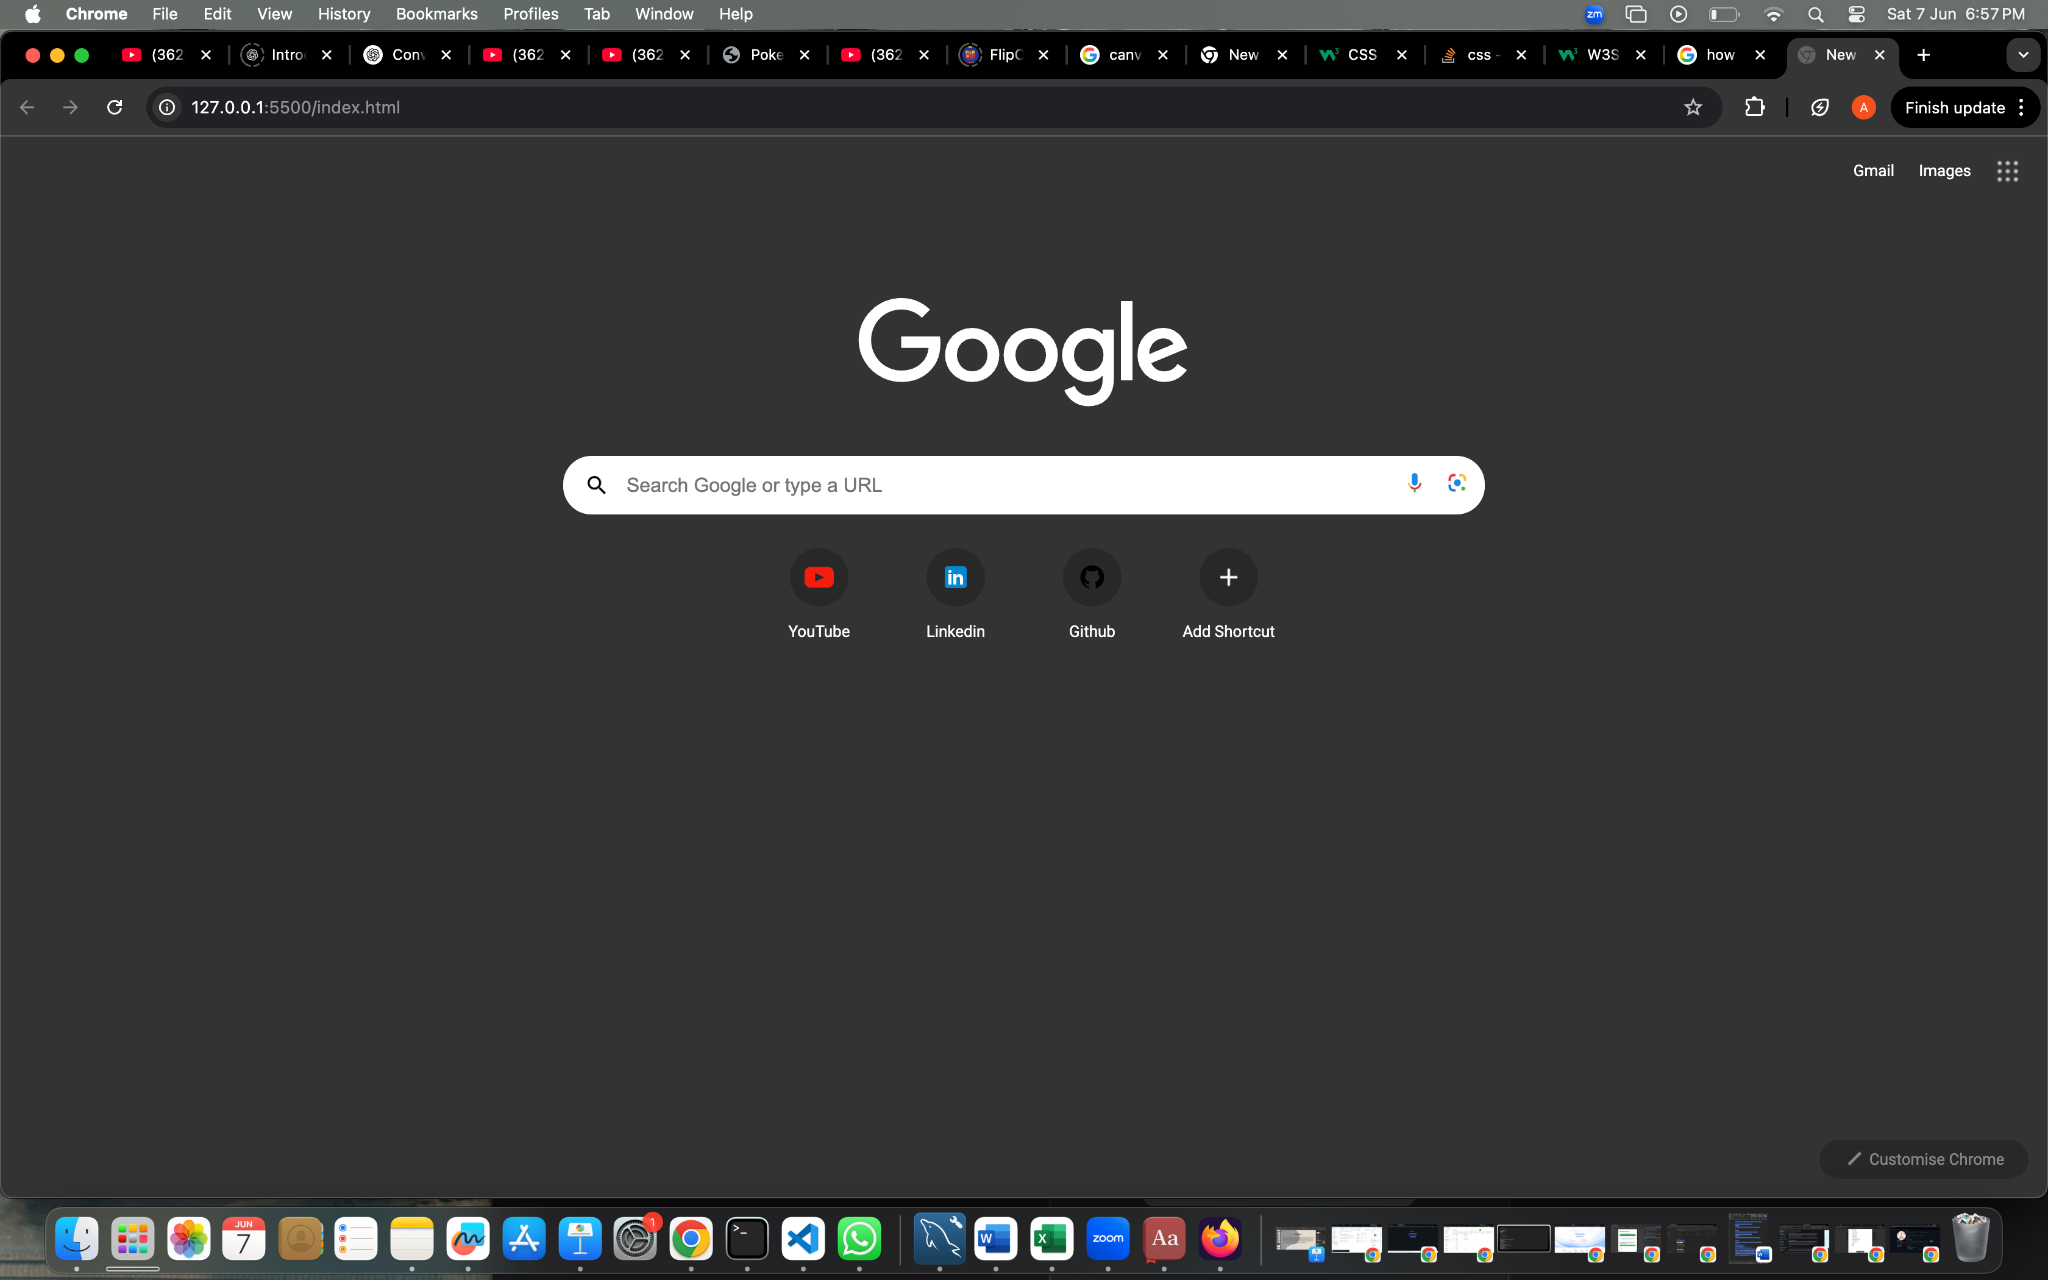 Chrome File Edit View History Bookmarks Profiles Tab Window Help zm Sat 7 Jun 6:57 PM
(362 Intro Conv (362 (362 Poke (362 FlipC canv New CSS css - W3S how New
127.0.0.1:5500/index.html A Finish update
Gmail Images
Google
Search Google or type a URL
in
YouTube Linkedin Github Add Shortcut
Customise Chrome
JUN 7 1 >_ W X zoom Aa